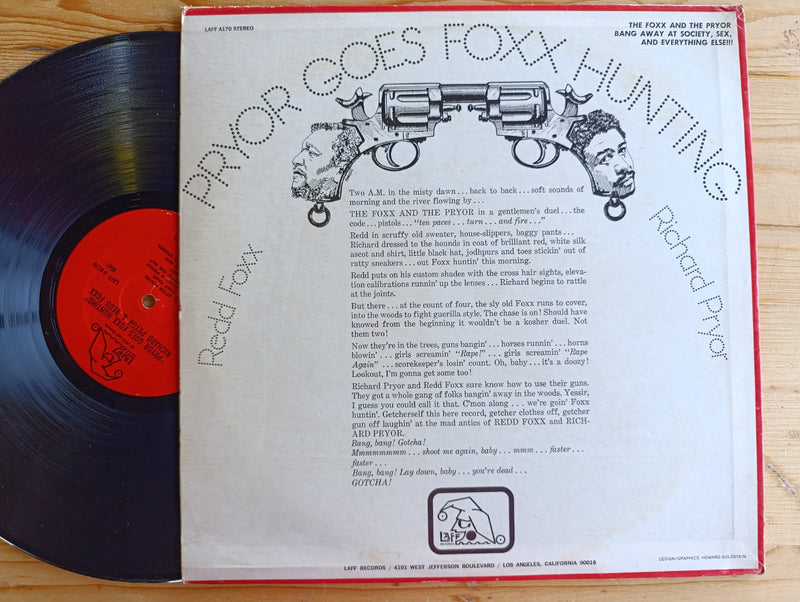 LAFF A170 STEREO
THE FOXX AND THE PRYOR
BANG AWAY AT SOCIETY, SEX,
AND EVERYTHING ELSE!!!
PRYOR GOES FOXX HUNTING
Redd Foxx
Richard Pryor
Two A.M. in the misty dawn . . . back to back . . . soft sounds of
morning and the river flowing by . . .
THE FOXX AND THE PRYOR in a gentlemen's duel . . . the
code . . . pistols . . . "ten paces . . . turn . . . and fire . . ."
Redd in scruffy old sweater, house-slippers, baggy pants . . .
Richard dressed to the hounds in coat of brilliant red, white silk
ascot and shirt, little black hat, jodhpurs and toes stickin' out of
ratty sneakers . . . out Foxx huntin' this morning.
Redd puts on his custom shades with the cross hair sights, eleva-
tion calibrations runnin' up the lenses . . . Richard begins to rattle
at the joints.
But there . . . at the count of four, the sly old Foxx runs to cover,
into the woods to fight guerilla style. The chase is on! Should have
knowed from the beginning it wouldn't be a kosher duel. Not
them two!
Now they're in the trees, guns bangin' . . . horses runnin' . . . horns
blowin' . . . girls screamin' "Rape!" . . . girls screamin' "Rape
Again" . . . scorekeeper's losin' count. Oh, baby . . . it's a doozy!
Lookout, I'm gonna get some too!
Richard Pryor and Redd Foxx sure know how to use their guns.
They got a whole gang of folks bangin' away in the woods. Yessir,
I guess you could call it that. C'mon along . . . we're goin' Foxx
huntin'. Getcherself this here record, getcher clothes off, getcher
gun off laughin' at the mad antics of REDD FOXX and RICH-
ARD PRYOR.
Bang, bang! Gotcha!
Mmmmmmmm . . . shoot me again, baby . . . mmm . . . faster . . .
faster . . .
Bang, bang! Lay down, baby . . . you're dead . . .
GOTCHA!
LAFF
RECORDS
LAFF RECORDS / 4101 WEST JEFFERSON BOULEVARD / LOS ANGELES, CALIFORNIA 90016
DESIGN/GRAPHICS: HOWARD GOLDSTEIN
"PRYOR GOES FOXX HUNTING"
RICHARD PRYOR & REDD FOXX
LAFF